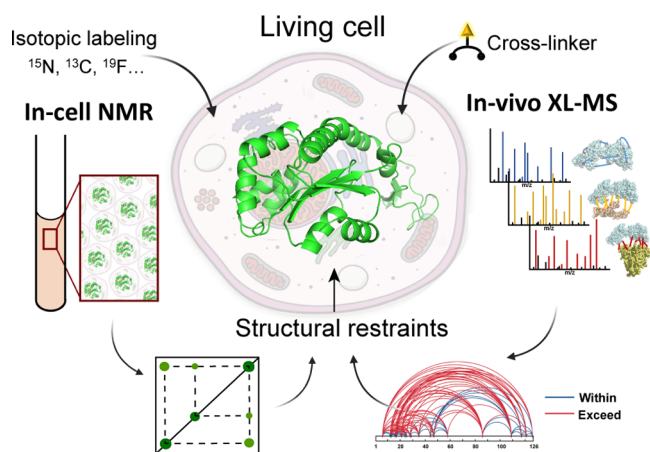 Living cell
Isotopic labeling
¹⁵N, ¹³C, ¹⁹F...
Cross-linker
In-cell NMR
In-vivo XL-MS
m/z
m/z
m/z
Structural restraints
Within
Exceed
1 20 40 60 80 100 126